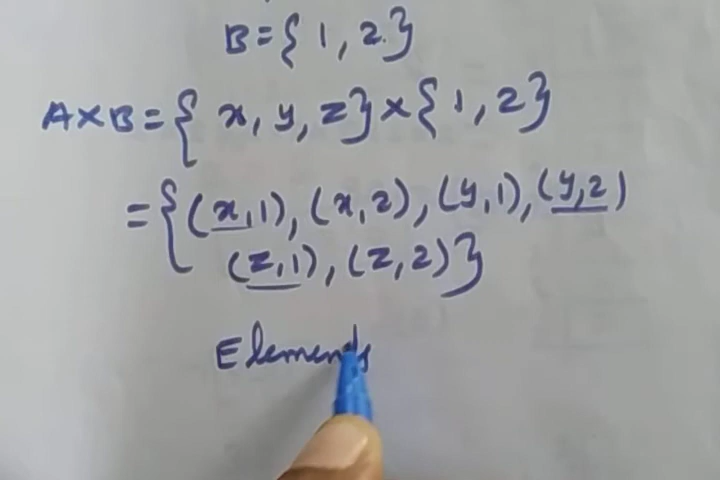 B={1,2}
A×B={x,y,z}×{1,2}
={(x,1),(x,2),(y,1),(y,2)
(z,1),(z,2)}
Elements